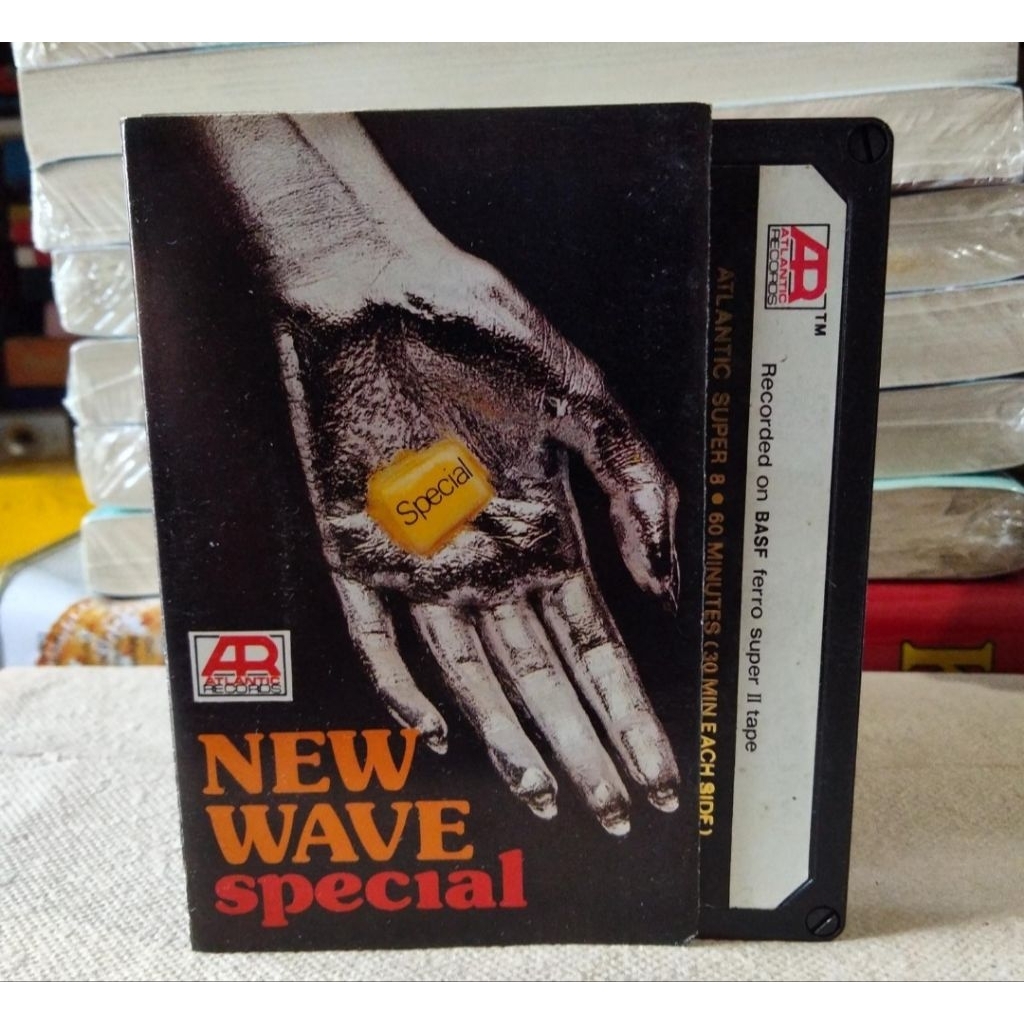 Special
AR
ATLANTIC
RECORDS
NEW
WAVE
special
AR
ATLANTIC
RECORDS
TM
Recorded on BASF ferro super II tape
ATLANTIC SUPER 8 • 60 MINUTES (30 MIN.EACH SIDE)